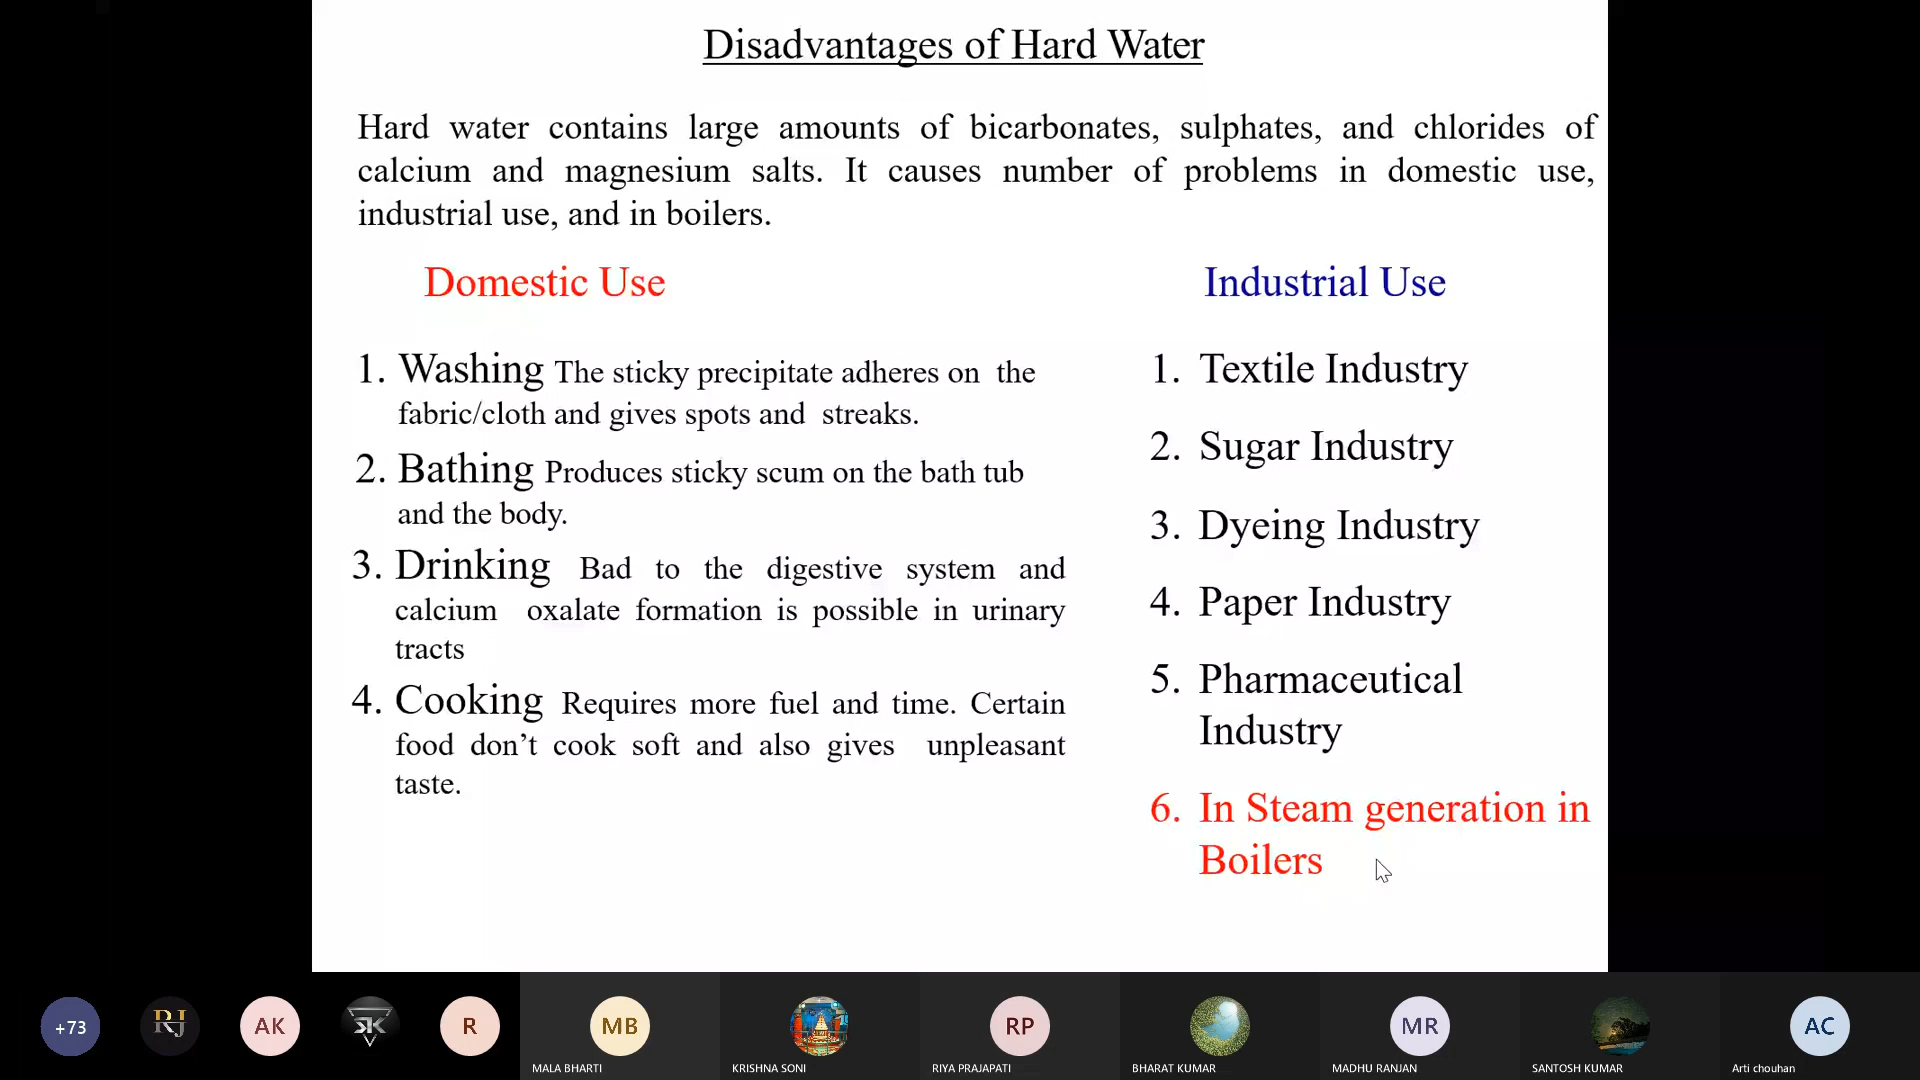 Disadvantages of Hard Water
Hard water contains large amounts of bicarbonates, sulphates, and chlorides of
calcium and magnesium salts. It causes number of problems in domestic use,
industrial use, and in boilers.
Domestic Use
1. Washing The sticky precipitate adheres on the
fabric/cloth and gives spots and streaks.
2. Bathing Produces sticky scum on the bath tub
and the body.
3. Drinking Bad to the digestive system and
calcium oxalate formation is possible in urinary
tracts
4. Cooking Requires more fuel and time. Certain
food don’t cook soft and also gives unpleasant
taste.
Industrial Use
1. Textile Industry
2. Sugar Industry
3. Dyeing Industry
4. Paper Industry
5. Pharmaceutical
Industry
6. In Steam generation in
Boilers
+73
RJ
AK
SK
R
MB
RP
MR
AC
MALA BHARTI
KRISHNA SONI
RIYA PRAJAPATI
BHARAT KUMAR
MADHU RANJAN
SANTOSH KUMAR
Arti chouhan